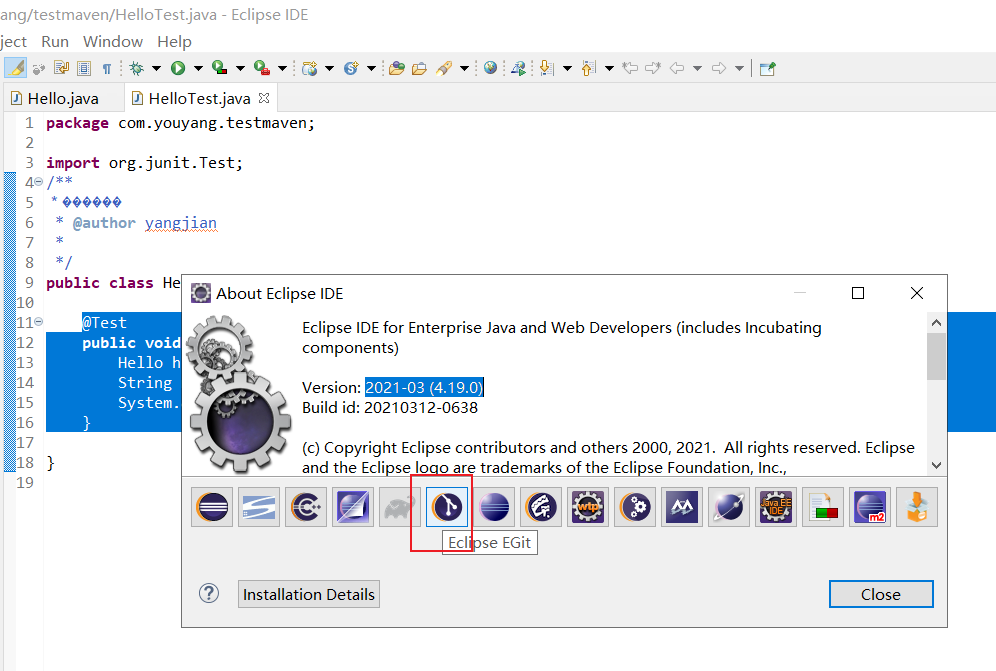 ang/testmaven/HelloTest.java - Eclipse IDE
ject Run Window Help
Hello.java HelloTest.java
1 package com.youyang.testmaven;
2
3 import org.junit.Test;
4 /**
5 * ������
6 * @author yangjian
7 *
8 */
9 public class He
10
11 @Test
12 public void
13 Hello h
14 String
15 System.
16 }
17
18 }
19
About Eclipse IDE
Eclipse IDE for Enterprise Java and Web Developers (includes Incubating
components)
Version: 2021-03 (4.19.0)
Build id: 20210312-0638
(c) Copyright Eclipse contributors and others 2000, 2021. All rights reserved. Eclipse
and the Eclipse logo are trademarks of the Eclipse Foundation, Inc.,
wtp
Java EE
IDE
m2
Eclipse EGit
? Installation Details Close